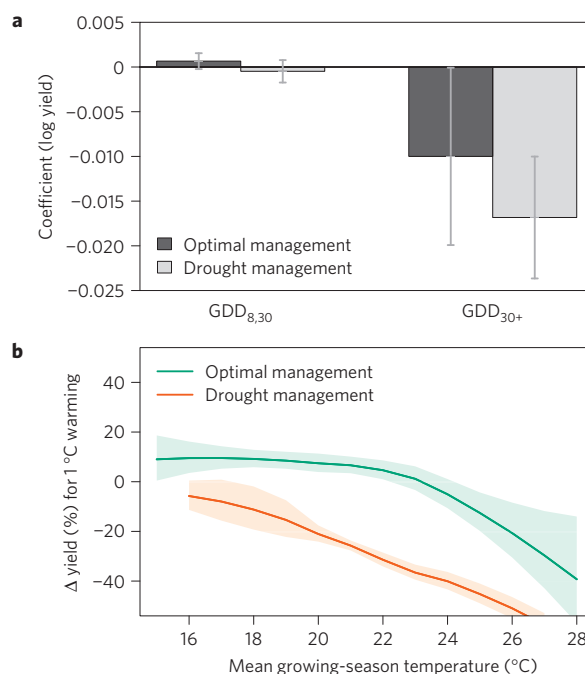 a
0.005
0
−0.005
−0.010
−0.015
−0.020
−0.025
Coefficient (log yield)
Optimal management
Drought management
GDD8,30
GDD30+
b
Optimal management
Drought management
40
20
0
−20
−40
Δ yield (%) for 1 °C warming
16 18 20 22 24 26 28
Mean growing-season temperature (°C)